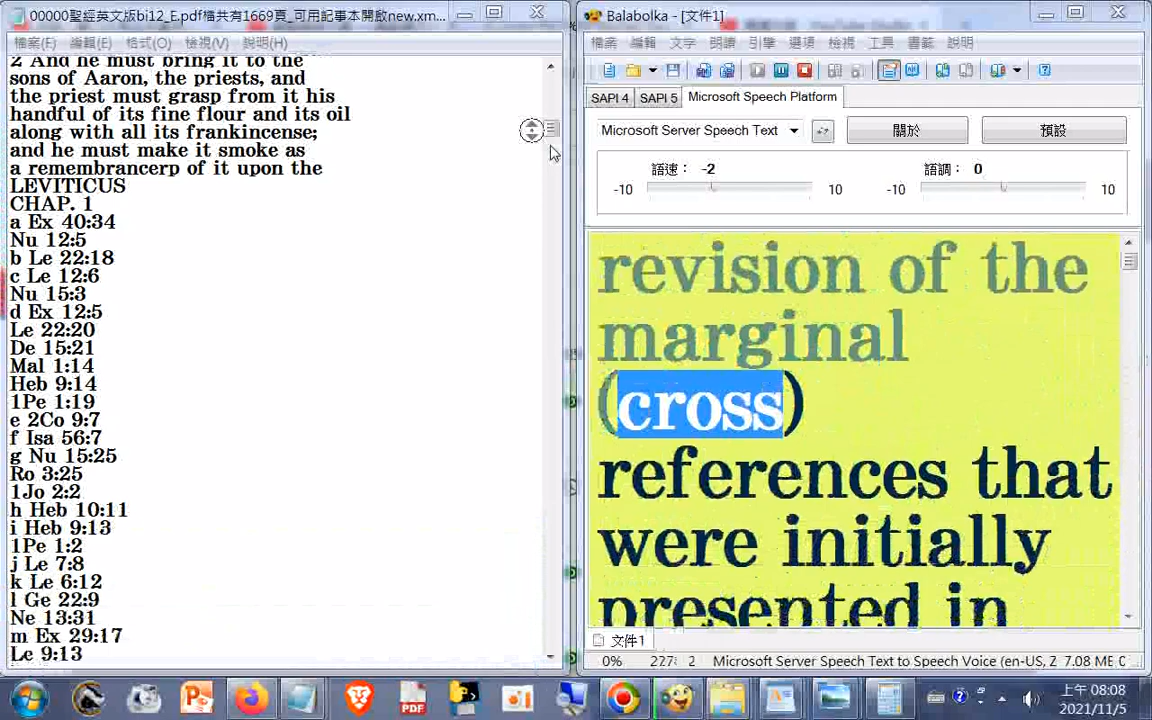 00000聖經英文版bi12_E.pdf檔共有1669頁_可用記事本開啟new.xm...
檔案(F) 編輯(E) 格式(O) 檢視(V) 說明(H)
2 And he must bring it to the
sons of Aaron, the priests, and
the priest must grasp from it his
handful of its fine flour and its oil
along with all its frankincense;
and he must make it smoke as
a remembrancerp of it upon the
LEVITICUS
CHAP. 1
a Ex 40:34
Nu 12:5
b Le 22:18
c Le 12:6
Nu 15:3
d Ex 12:5
Le 22:20
De 15:21
Mal 1:14
Heb 9:14
1Pe 1:19
e 2Co 9:7
f Isa 56:7
g Nu 15:25
Ro 3:25
1Jo 2:2
h Heb 10:11
i Heb 9:13
1Pe 1:2
j Le 7:8
k Le 6:12
l Ge 22:9
Ne 13:31
m Ex 29:17
Le 9:13
Balabolka - [文件1]
檔案 編輯 文字 朗讀 引擎 選項 檢視 工具 書籤 說明
SAPI 4 SAPI 5 Microsoft Speech Platform
Microsoft Server Speech Text 關於 預設
語速： -2 語調： 0
-10 10 -10 10
revision of the
marginal
(cross)
references that
were initially
presented in
文件1
0% 227: 2 Microsoft Server Speech Text to Speech Voice (en-US, Z 7.08 ME
上午 08:08
2021/11/5